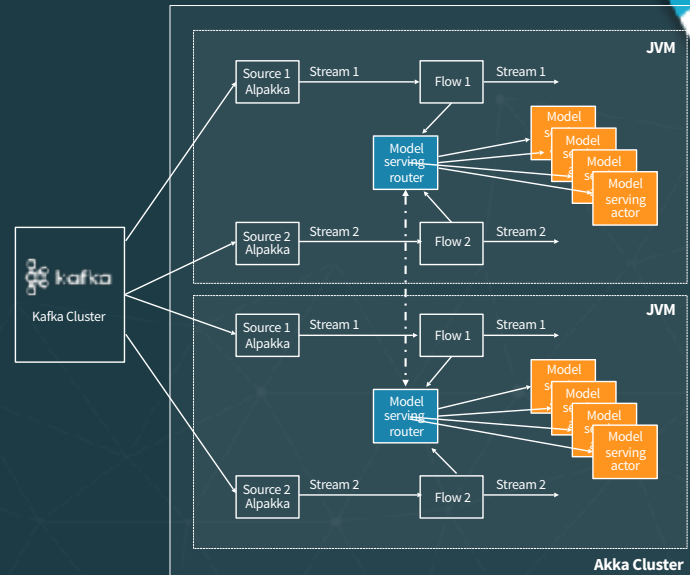 JVM
Source 1
Alpakka
Stream 1
Flow 1
Stream 1
Model
serving
router
Model
Model
Model
Model
serving
actor
Source 2
Alpakka
Stream 2
Flow 2
Stream 2
kafka
Kafka Cluster
JVM
Source 1
Alpakka
Stream 1
Flow 1
Stream 1
Model
serving
router
Model
Model
Model
Model
serving
actor
Source 2
Alpakka
Stream 2
Flow 2
Stream 2
Akka Cluster